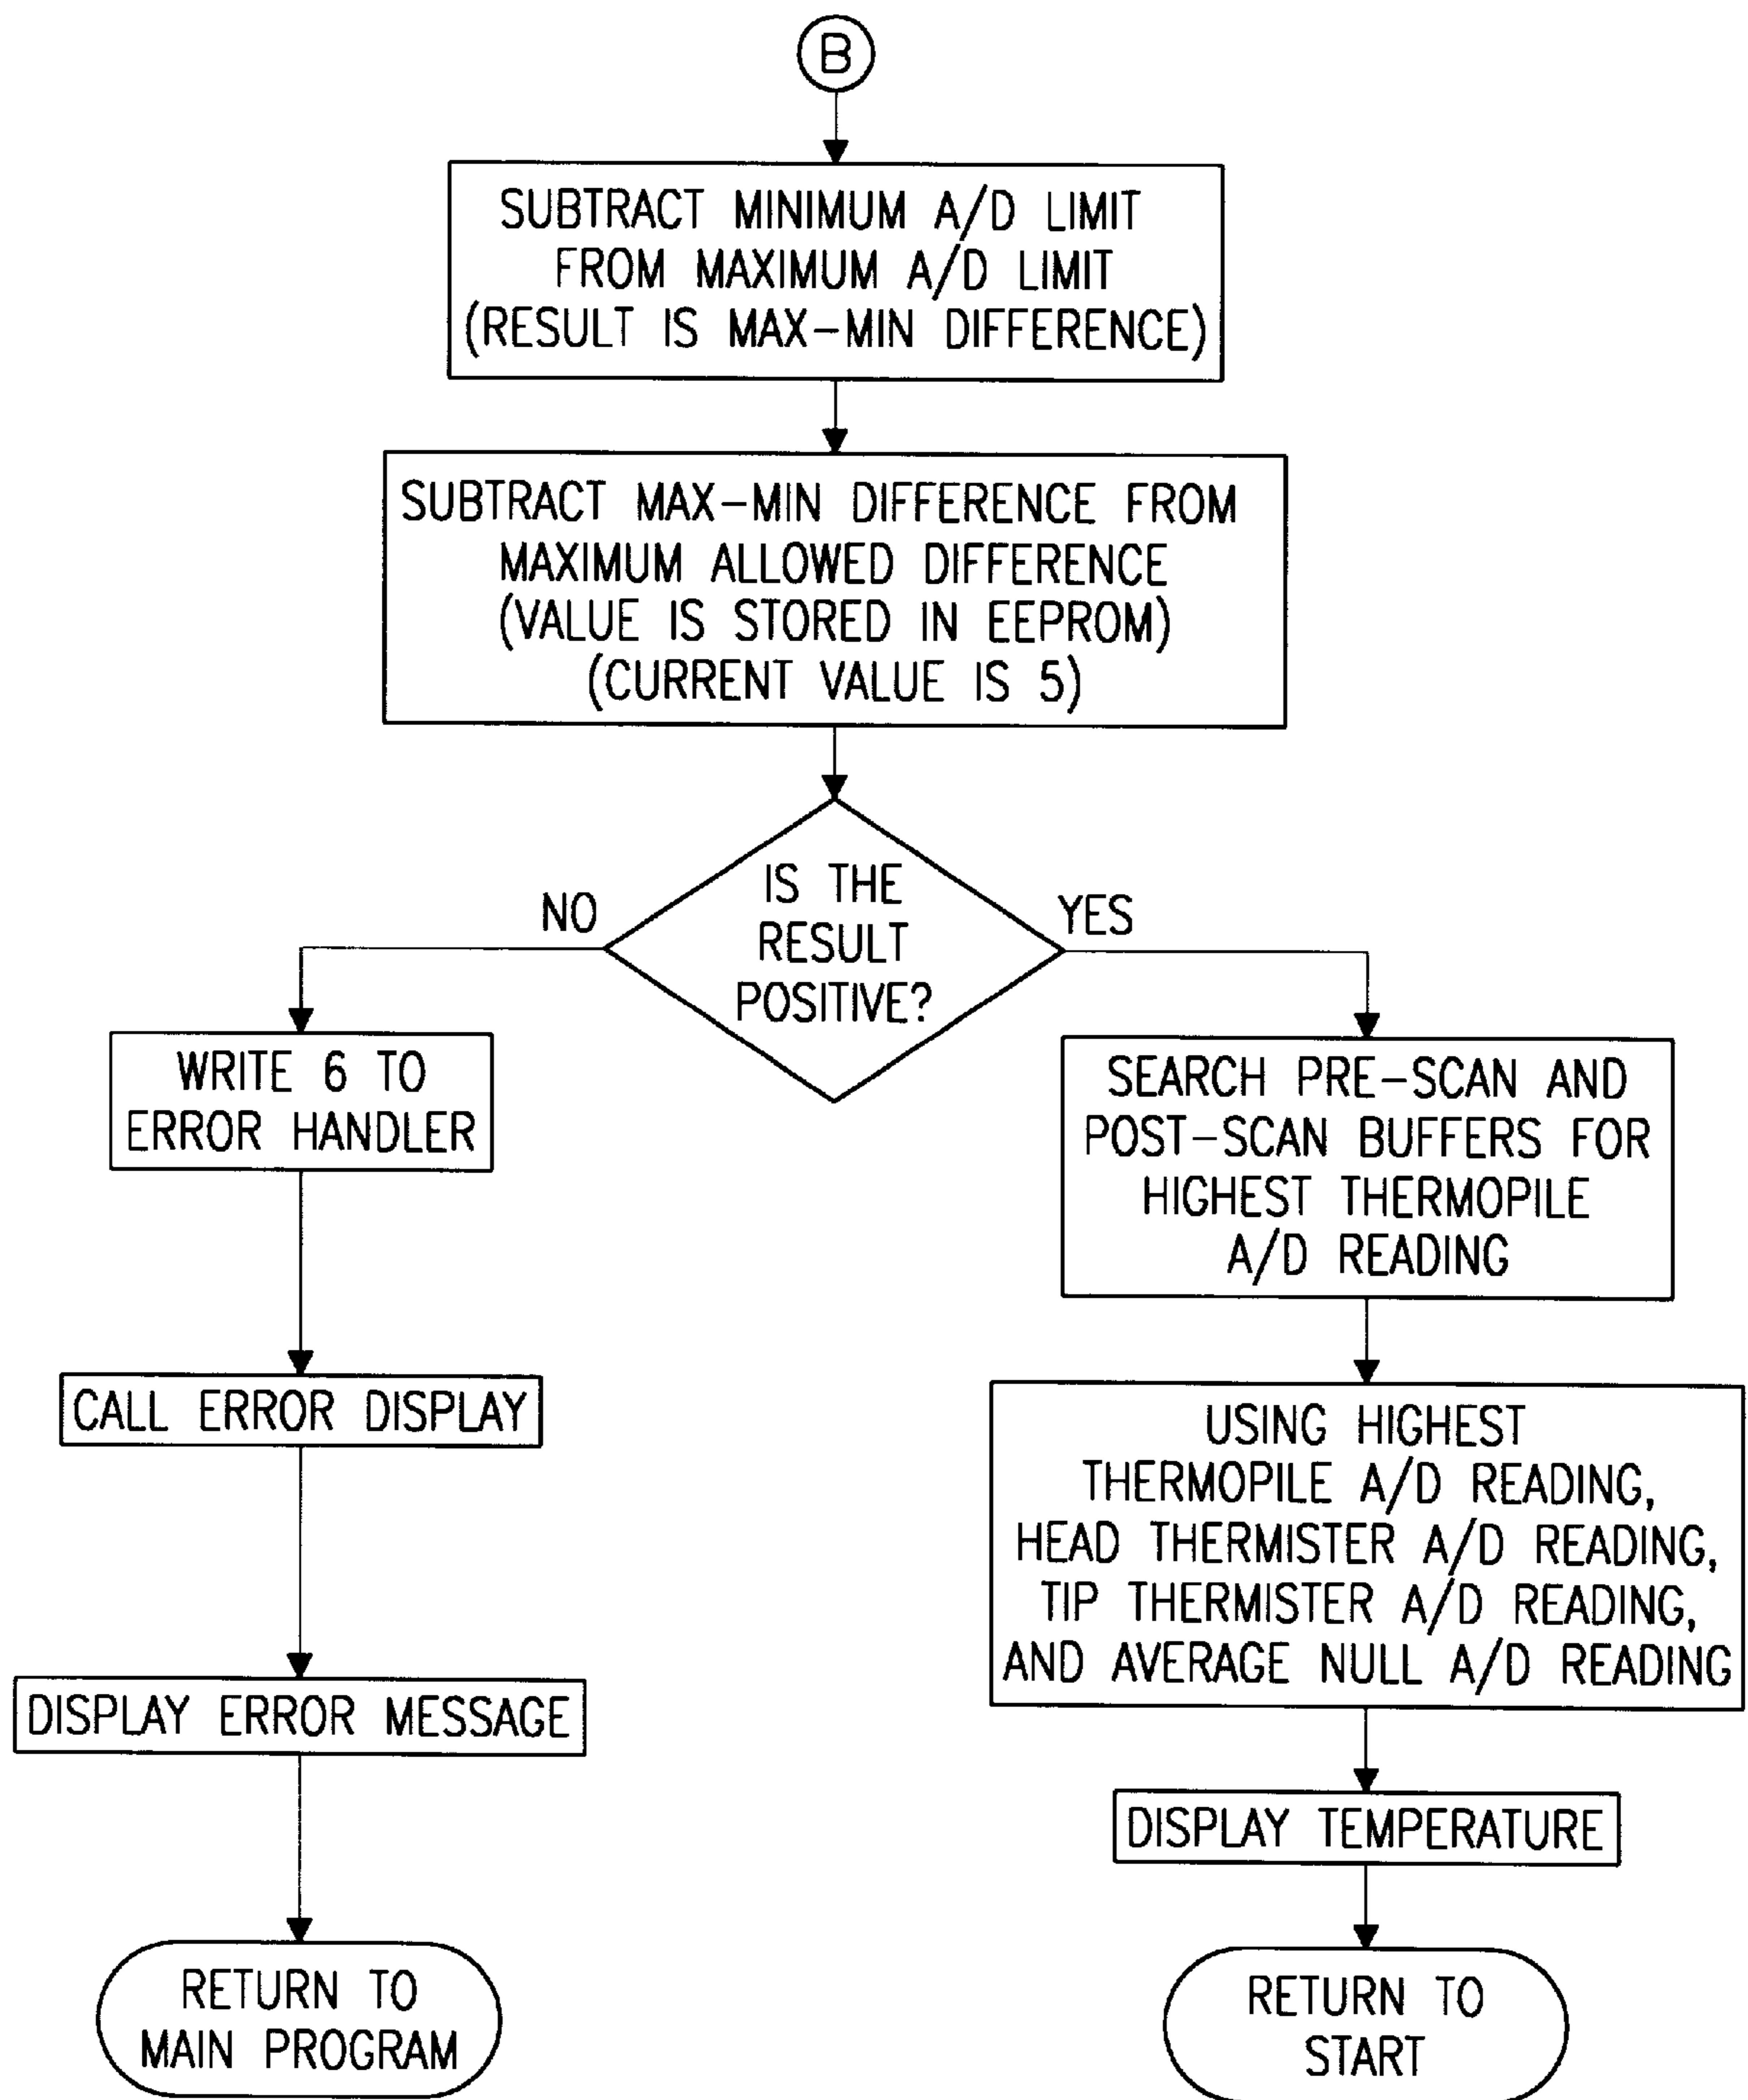 B
SUBTRACT MINIMUM A/D LIMIT
FROM MAXIMUM A/D LIMIT
(RESULT IS MAX-MIN DIFFERENCE)
SUBTRACT MAX-MIN DIFFERENCE FROM
MAXIMUM ALLOWED DIFFERENCE
(VALUE IS STORED IN EEPROM)
(CURRENT VALUE IS 5)
IS THE
RESULT
POSITIVE?
NO
YES
WRITE 6 TO
ERROR HANDLER
CALL ERROR DISPLAY
DISPLAY ERROR MESSAGE
RETURN TO
MAIN PROGRAM
SEARCH PRE-SCAN AND
POST-SCAN BUFFERS FOR
HIGHEST THERMOPILE
A/D READING
USING HIGHEST
THERMOPILE A/D READING,
HEAD THERMISTER A/D READING,
TIP THERMISTER A/D READING,
AND AVERAGE NULL A/D READING
DISPLAY TEMPERATURE
RETURN TO
START